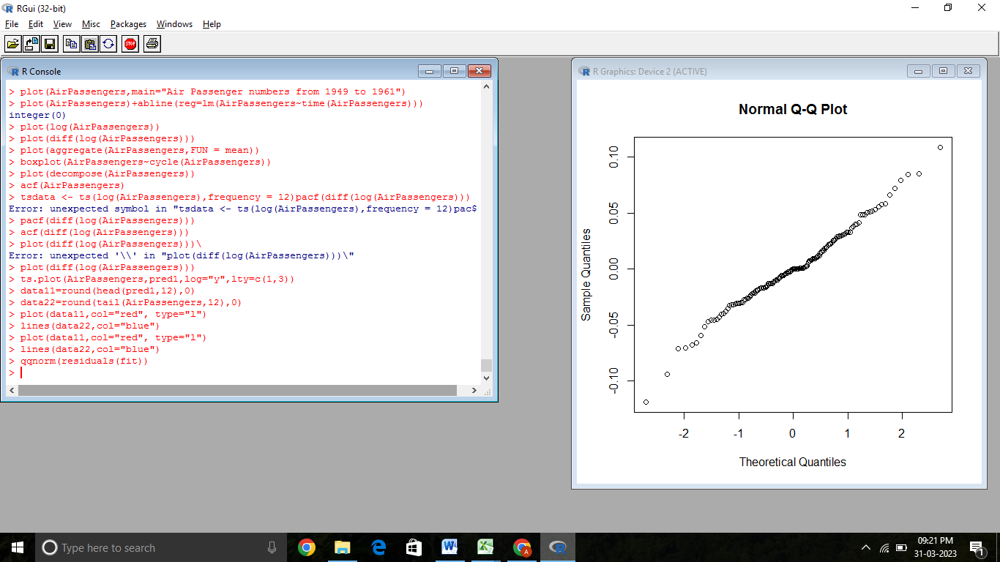 RGui (32-bit)
File Edit View Misc Packages Windows Help
STOP
R Console
> plot(AirPassengers,main="Air Passenger numbers from 1949 to 1961")
> plot(AirPassengers)+abline(reg=lm(AirPassengers~time(AirPassengers)))
integer(0)
> plot(log(AirPassengers))
> plot(diff(log(AirPassengers)))
> plot(aggregate(AirPassengers,FUN = mean))
> boxplot(AirPassengers~cycle(AirPassengers))
> plot(decompose(AirPassengers))
> acf(AirPassengers)
> tsdata <- ts(log(AirPassengers),frequency = 12)pacf(diff(log(AirPassengers)))
Error: unexpected symbol in "tsdata <- ts(log(AirPassengers),frequency = 12)pac$
> pacf(diff(log(AirPassengers)))
> acf(diff(log(AirPassengers)))
> plot(diff(log(AirPassengers)))\
Error: unexpected '\\' in "plot(diff(log(AirPassengers)))\"
> plot(diff(log(AirPassengers)))
> ts.plot(AirPassengers,pred1,log="y",lty=c(1,3))
> data11=round(head(pred1,12),0)
> data22=round(tail(AirPassengers,12),0)
> plot(data11,col="red", type="l")
> lines(data22,col="blue")
> plot(data11,col="red", type="l")
> lines(data22,col="blue")
> qqnorm(residuals(fit))
>
R Graphics: Device 2 (ACTIVE)
Normal Q-Q Plot
Sample Quantiles
0.10
0.05
0.00
-0.05
-0.10
-2 -1 0 1 2
Theoretical Quantiles
Type here to search
09:21 PM
31-03-2023
1